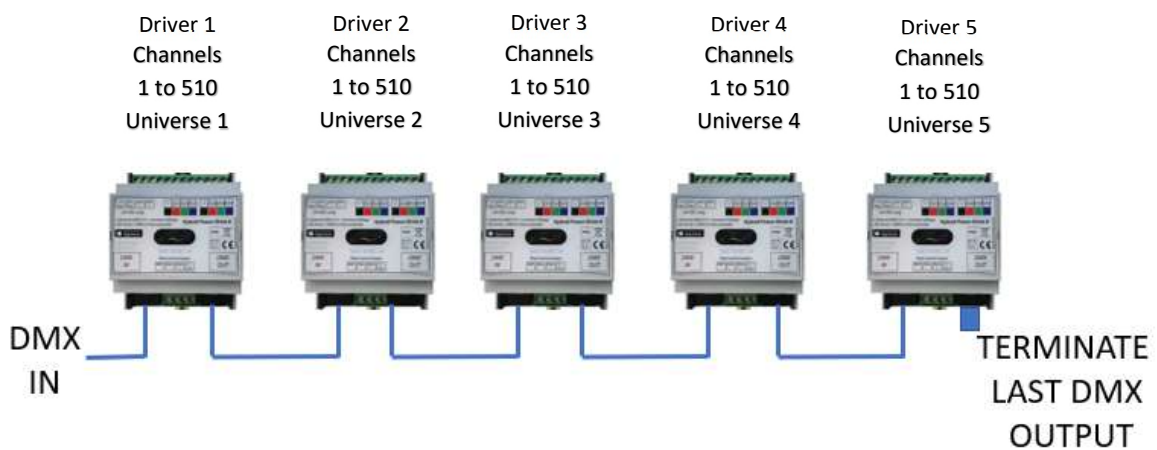 Driver 1
Channels
1 to 510
Universe 1
Driver 2
Channels
1 to 510
Universe 2
Driver 3
Channels
1 to 510
Universe 3
Driver 4
Channels
1 to 510
Universe 4
Driver 5
Channels
1 to 510
Universe 5
DMX
IN
TERMINATE
LAST DMX
OUTPUT